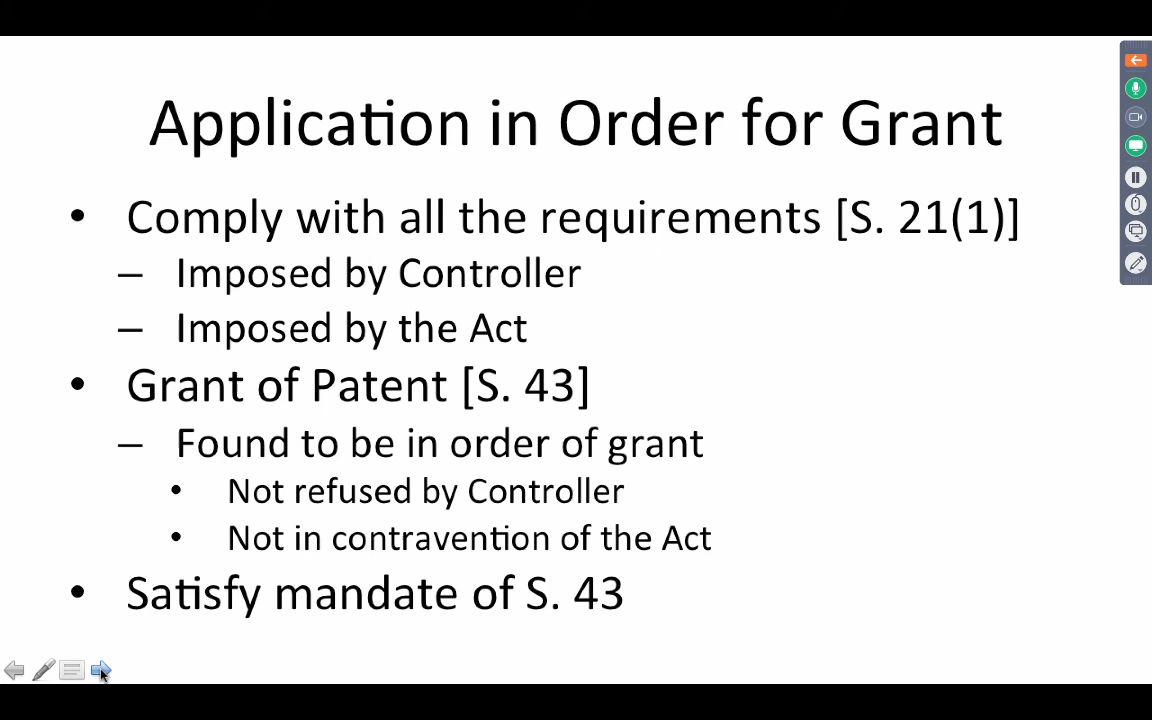 Application in Order for Grant
• Comply with all the requirements [S. 21(1)]
– Imposed by Controller
– Imposed by the Act
• Grant of Patent [S. 43]
– Found to be in order of grant
• Not refused by Controller
• Not in contravention of the Act
• Satisfy mandate of S. 43